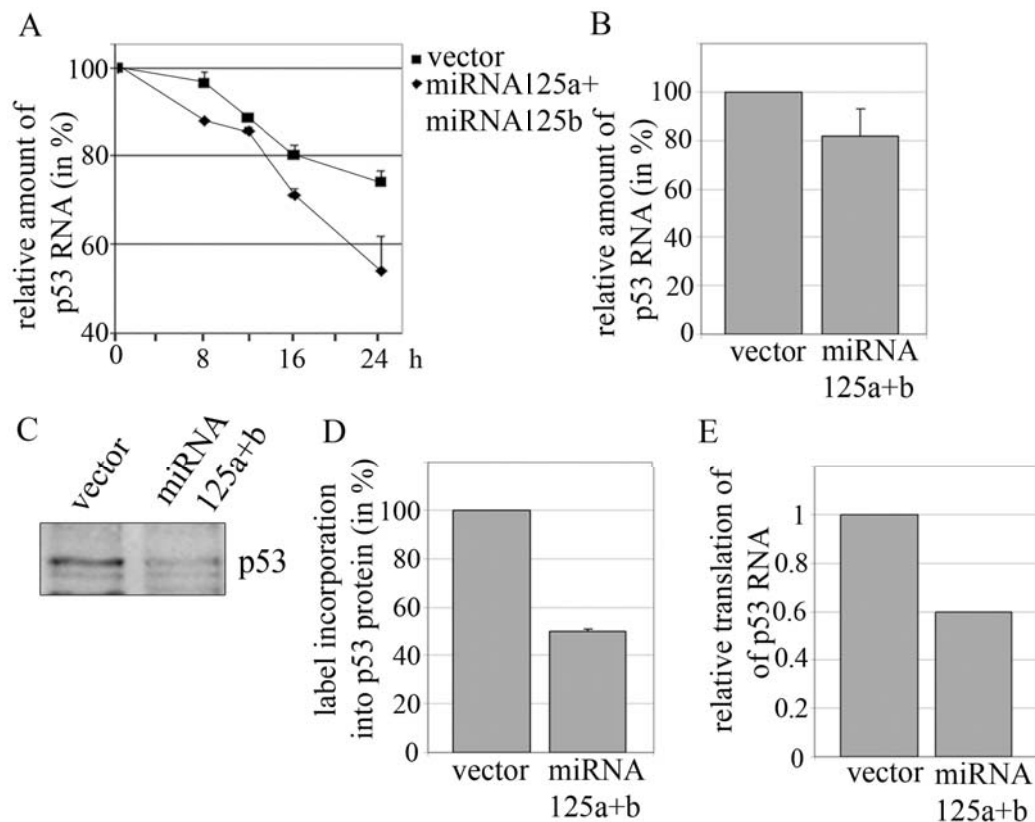 A
relative amount of
p53 RNA (in %)
100
80
60
40
0
8
16
24
h
vector
miRNA125a+
miRNA125b
B
relative amount of
p53 RNA (in %)
100
80
60
40
20
0
vector
miRNA
125a+b
C
vector
miRNA
125a+b
p53
D
label incorporation
into p53 protein (in %)
100
80
60
40
20
0
vector
miRNA
125a+b
E
relative translation
of p53 RNA
1
0.8
0.6
0.4
0.2
0
vector
miRNA
125a+b